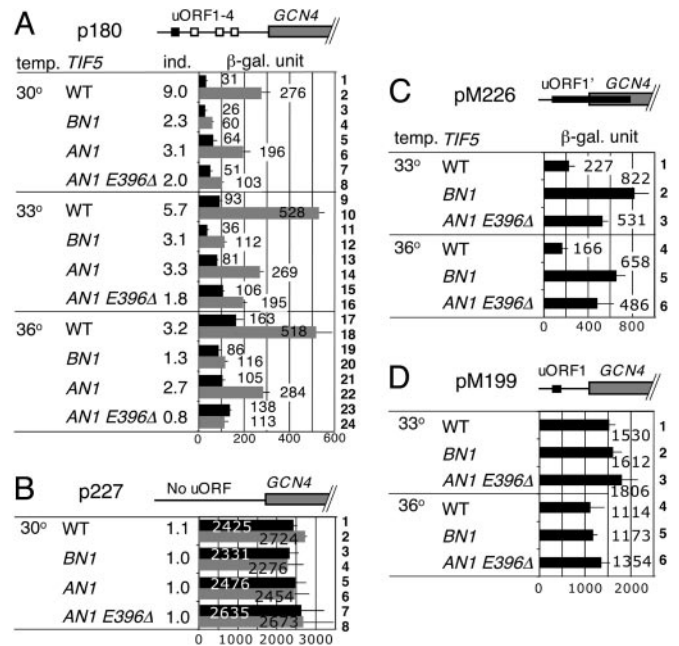 A p180 uORF1-4 GCN4
temp. TIF5 ind. β-gal. unit
30° WT 9.0 31 1
276 2
BN1 2.3 26 3
60 4
AN1 3.1 64 5
196 6
AN1 E396Δ 2.0 51 7
103 8
33° WT 5.7 93 9
528 10
BN1 3.1 36 11
112 12
AN1 3.3 81 13
269 14
AN1 E396Δ 1.8 106 15
195 16
36° WT 3.2 163 17
518 18
BN1 1.3 86 19
116 20
AN1 2.7 105 21
284 22
AN1 E396Δ 0.8 138 23
113 24
0 200 400 600
B p227 No uORF GCN4
30° WT 1.1 2425 1
2724 2
BN1 1.0 2331 3
2276 4
AN1 1.0 2476 5
2454 6
AN1 E396Δ 1.0 2635 7
2673 8
0 1000 2000 3000
C pM226 uORF1' GCN4
temp. TIF5 β-gal. unit
33° WT 227 1
BN1 822 2
AN1 E396Δ 531 3
36° WT 166 4
BN1 658 5
AN1 E396Δ 486 6
0 400 800
D pM199 uORF1 GCN4
33° WT 1530 1
BN1 1612 2
AN1 E396Δ 1806 3
36° WT 1114 4
BN1 1173 5
AN1 E396Δ 1354 6
0 1000 2000